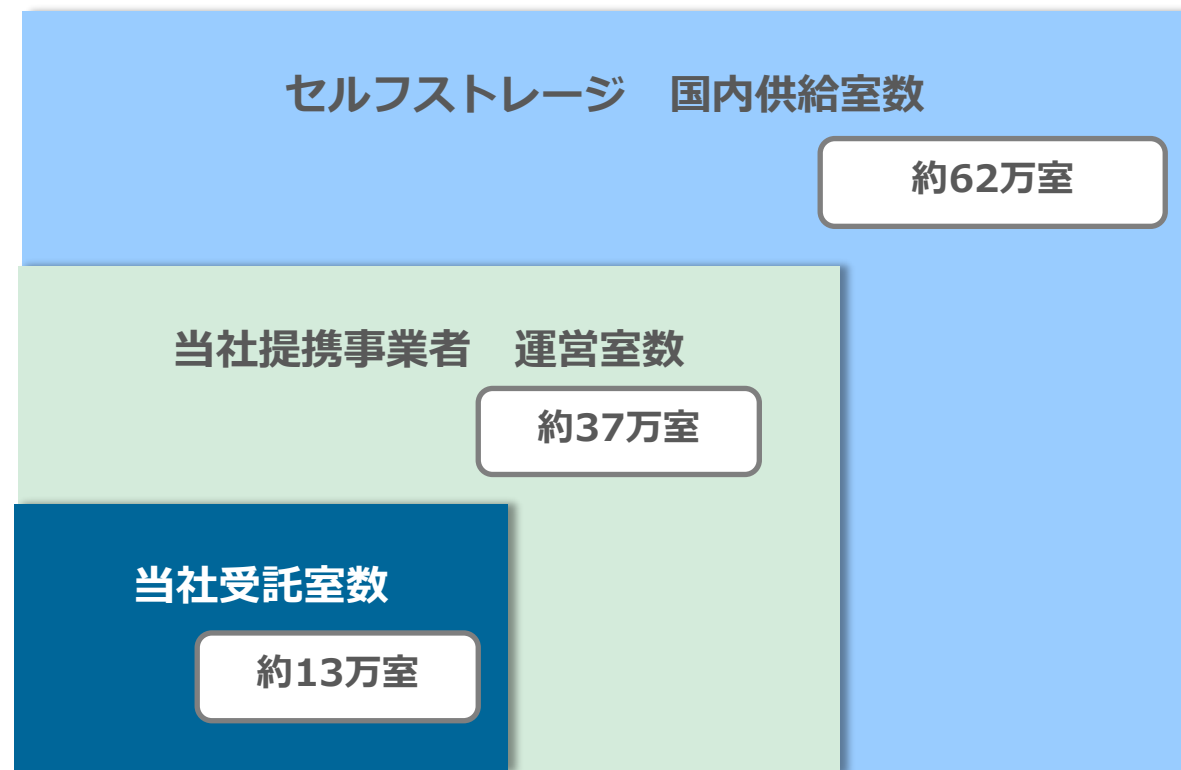 セルフストレージ　国内供給室数
約62万室
当社提携事業者　運営室数
約37万室
当社受託室数
約13万室